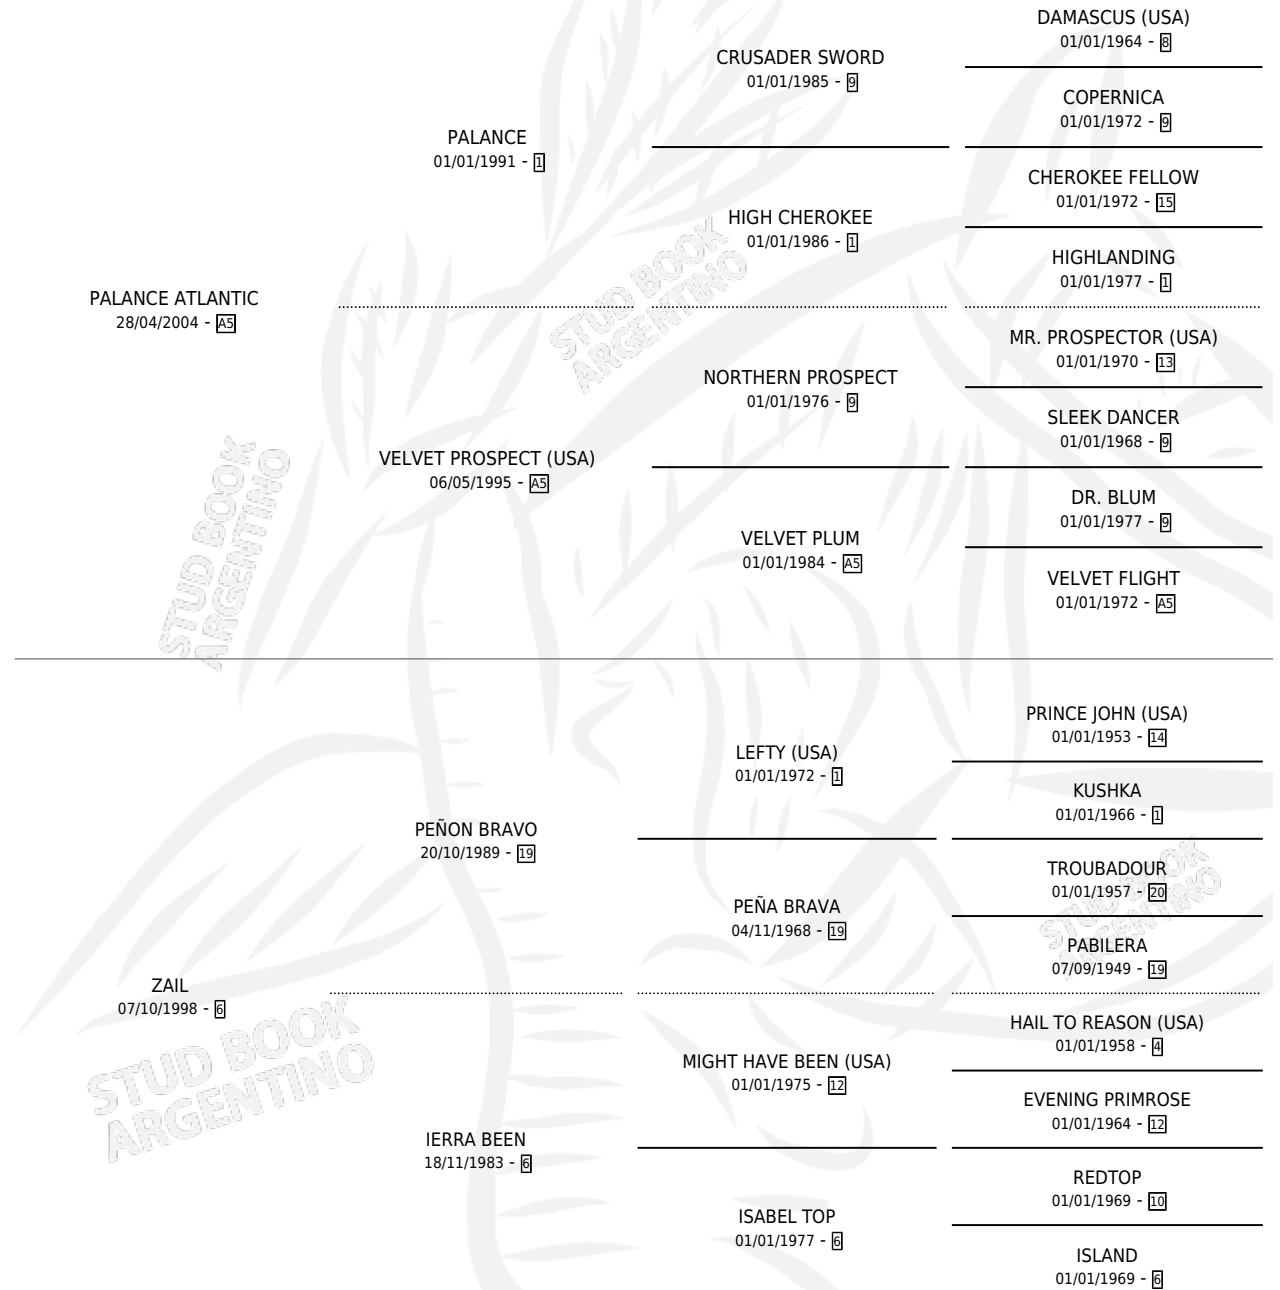 DAMASCUS (USA)
01/01/1964 - 8
CRUSADER SWORD
01/01/1985 - 9
COPERNICA
01/01/1972 - 9
PALANCE
01/01/1991 - 1
CHEROKEE FELLOW
01/01/1972 - 15
HIGH CHEROKEE
01/01/1986 - 1
HIGHLANDING
01/01/1977 - 1
PALANCE ATLANTIC
28/04/2004 - A5
MR. PROSPECTOR (USA)
01/01/1970 - 13
NORTHERN PROSPECT
01/01/1976 - 9
SLEEK DANCER
01/01/1968 - 9
VELVET PROSPECT (USA)
06/05/1995 - A5
DR. BLUM
01/01/1977 - 9
VELVET PLUM
01/01/1984 - A5
VELVET FLIGHT
01/01/1972 - A5
PRINCE JOHN (USA)
01/01/1953 - 14
LEFTY (USA)
01/01/1972 - 1
KUSHKA
01/01/1966 - 1
PEÑON BRAVO
20/10/1989 - 19
TROUBADOUR
01/01/1957 - 20
PEÑA BRAVA
04/11/1968 - 19
PABILERA
07/09/1949 - 19
ZAIL
07/10/1998 - 6
HAIL TO REASON (USA)
01/01/1958 - 4
MIGHT HAVE BEEN (USA)
01/01/1975 - 12
EVENING PRIMROSE
01/01/1964 - 12
IERRA BEEN
18/11/1983 - 6
REDTOP
01/01/1969 - 10
ISABEL TOP
01/01/1977 - 6
ISLAND
01/01/1969 - 6
STUD BOOK
ARGENTINO
STUD BOOK
ARGENTINO
STUD BOOK
ARGENTINO
STUD BOOK
ARGENTINO